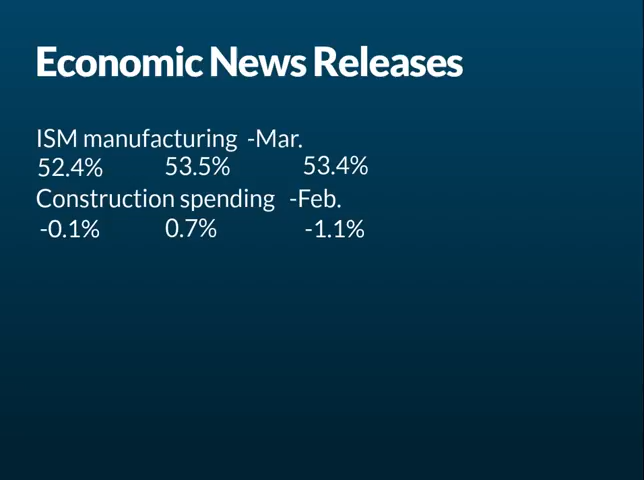 Economic News Releases
ISM manufacturing -Mar.
52.4% 53.5% 53.4%
Construction spending -Feb.
-0.1% 0.7% -1.1%